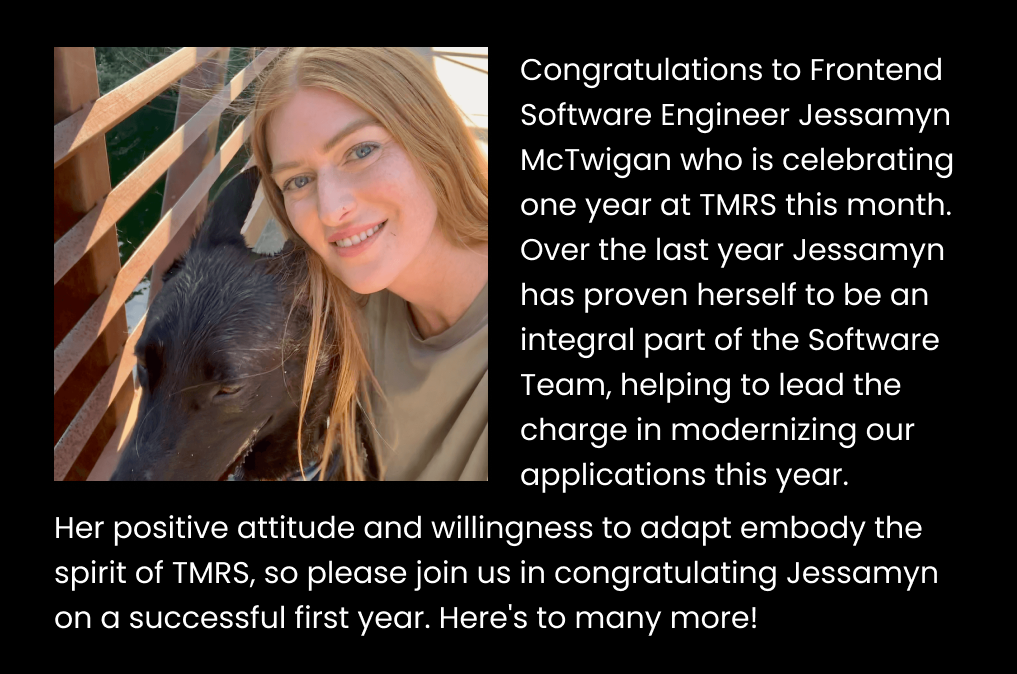 Congratulations to Frontend
Software Engineer Jessamyn
McTwigan who is celebrating
one year at TMRS this month.
Over the last year Jessamyn
has proven herself to be an
integral part of the Software
Team, helping to lead the
charge in modernizing our
applications this year.
Her positive attitude and willingness to adapt embody the
spirit of TMRS, so please join us in congratulating Jessamyn
on a successful first year. Here's to many more!